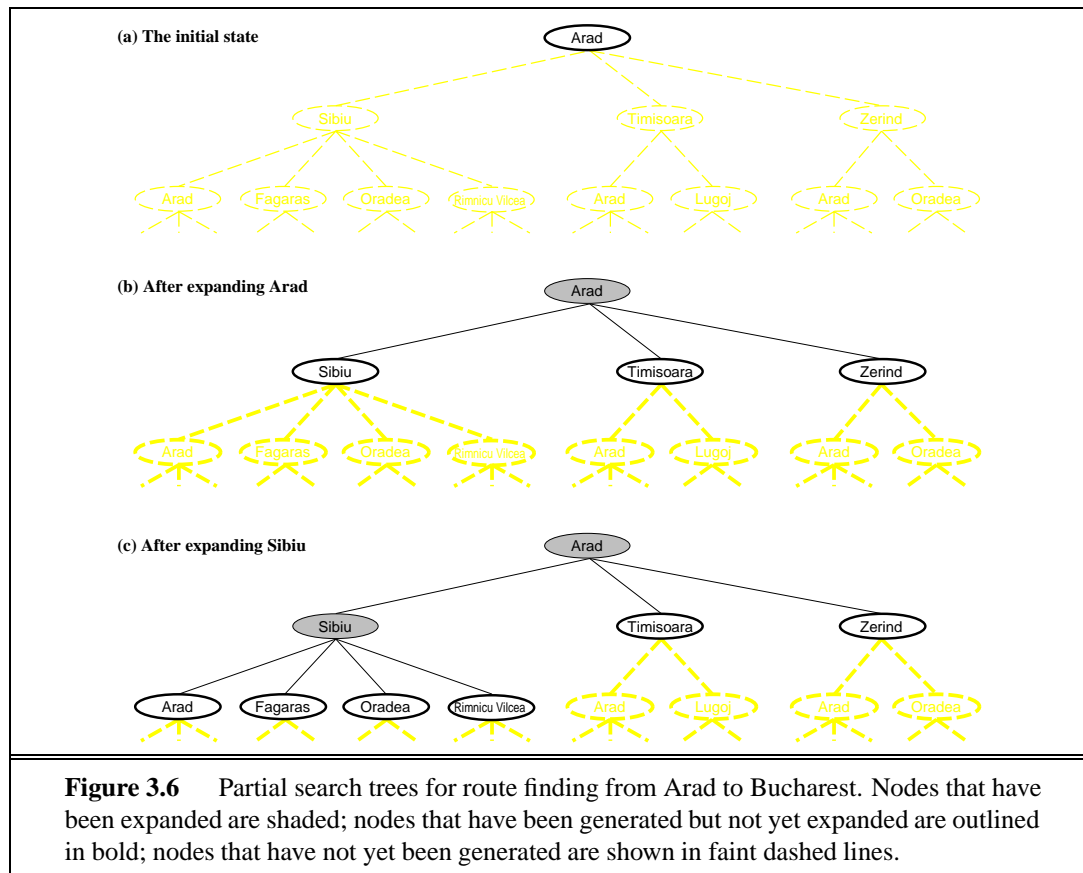 (a) The initial state
Arad
Sibiu Timisoara Zerind
Arad Fagaras Oradea Rimnicu Vilcea Arad Lugoj Arad Oradea
(b) After expanding Arad
Arad
Sibiu Timisoara Zerind
Arad Fagaras Oradea Rimnicu Vilcea Arad Lugoj Arad Oradea
(c) After expanding Sibiu
Arad
Sibiu Timisoara Zerind
Arad Fagaras Oradea Rimnicu Vilcea Arad Lugoj Arad Oradea
Figure 3.6 Partial search trees for route finding from Arad to Bucharest. Nodes that have
been expanded are shaded; nodes that have been generated but not yet expanded are outlined
in bold; nodes that have not yet been generated are shown in faint dashed lines.